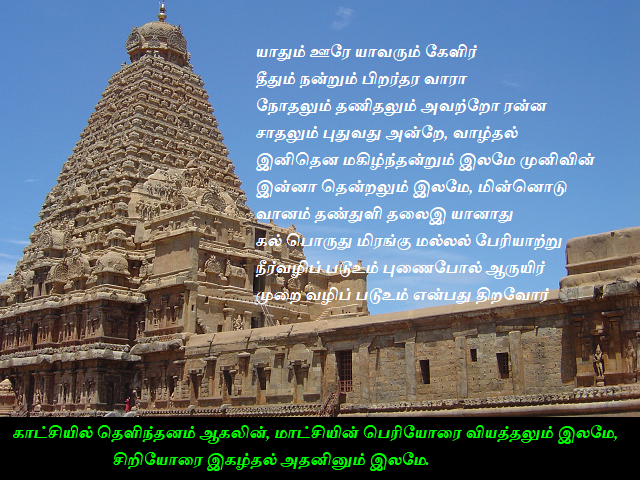 யாதும் ஊரே யாவரும் கேளிர்
தீதும் நன்றும் பிறர்தர வாரா
நோதலும் தணிதலும் அவற்றோ ரன்ன
சாதலும் புதுவது அன்றே, வாழ்தல்
இனிதென மகிழ்ந்தன்றும் இலமே முனிவின்
இன்னா தென்றலும் இலமே, மின்னொடு
வானம் தண்துளி தலைஇ யானாது
கல் பொருது மிரங்கு மல்லல் பேரியாற்று
நீர்வழிப் படூஉம் புணைபோல் ஆருயிர்
முறை வழிப் படூஉம் என்பது திறவோர்
காட்சியில் தெளிந்தனம் ஆகலின், மாட்சியின் பெரியோரை வியத்தலும் இலமே,
சிறியோரை இகழ்தல் அதனினும் இலமே.